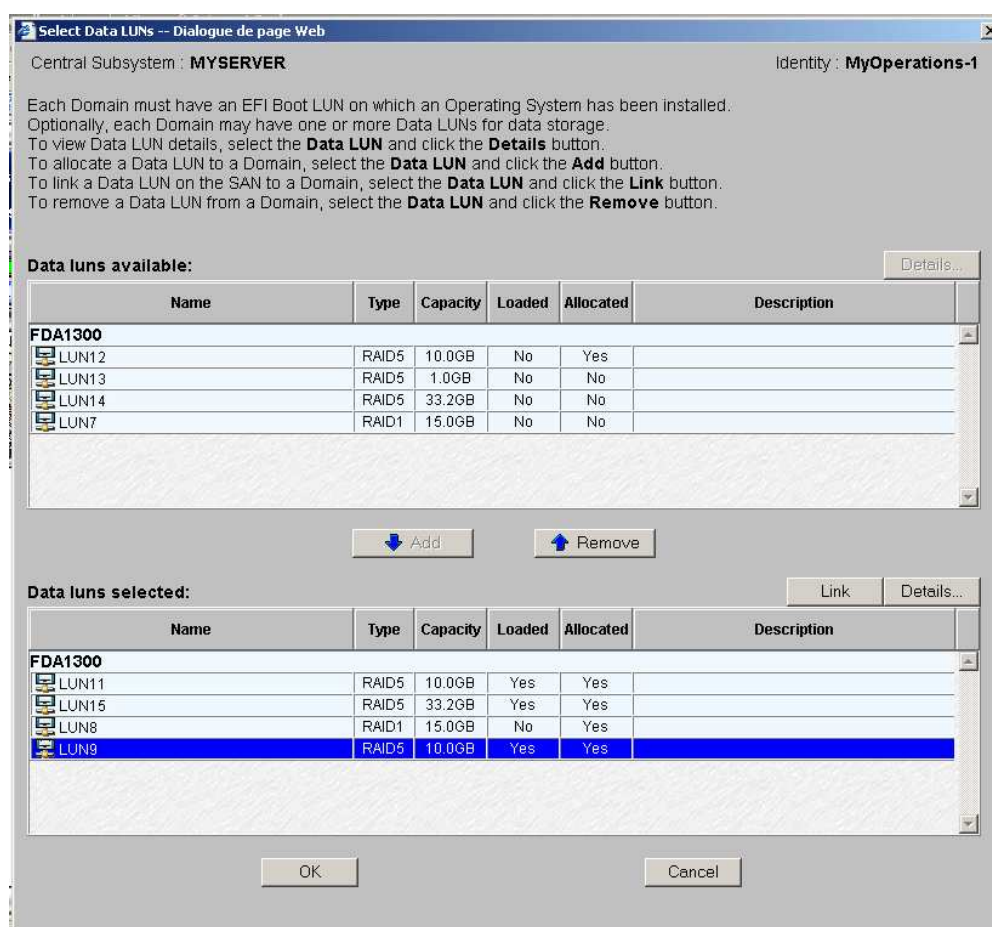 Select Data LUNs -- Dialogue de page Web
Central Subsystem : MYSERVER Identity : MyOperations-1
Each Domain must have an EFI Boot LUN on which an Operating System has been installed.
Optionally, each Domain may have one or more Data LUNs for data storage.
To view Data LUN details, select the Data LUN and click the Details button.
To allocate a Data LUN to a Domain, select the Data LUN and click the Add button.
To link a Data LUN on the SAN to a Domain, select the Data LUN and click the Link button.
To remove a Data LUN from a Domain, select the Data LUN and click the Remove button.
Data luns available: Details...
Name Type Capacity Loaded Allocated Description
FDA1300
LUN12 RAID5 10.0GB No Yes
LUN13 RAID5 1.0GB No No
LUN14 RAID5 33.2GB No No
LUN7 RAID1 15.0GB No No
Add Remove
Data luns selected: Link Details...
Name Type Capacity Loaded Allocated Description
FDA1300
LUN11 RAID5 10.0GB Yes Yes
LUN15 RAID5 33.2GB Yes Yes
LUN8 RAID1 15.0GB No Yes
LUN9 RAID5 10.0GB Yes Yes
OK Cancel